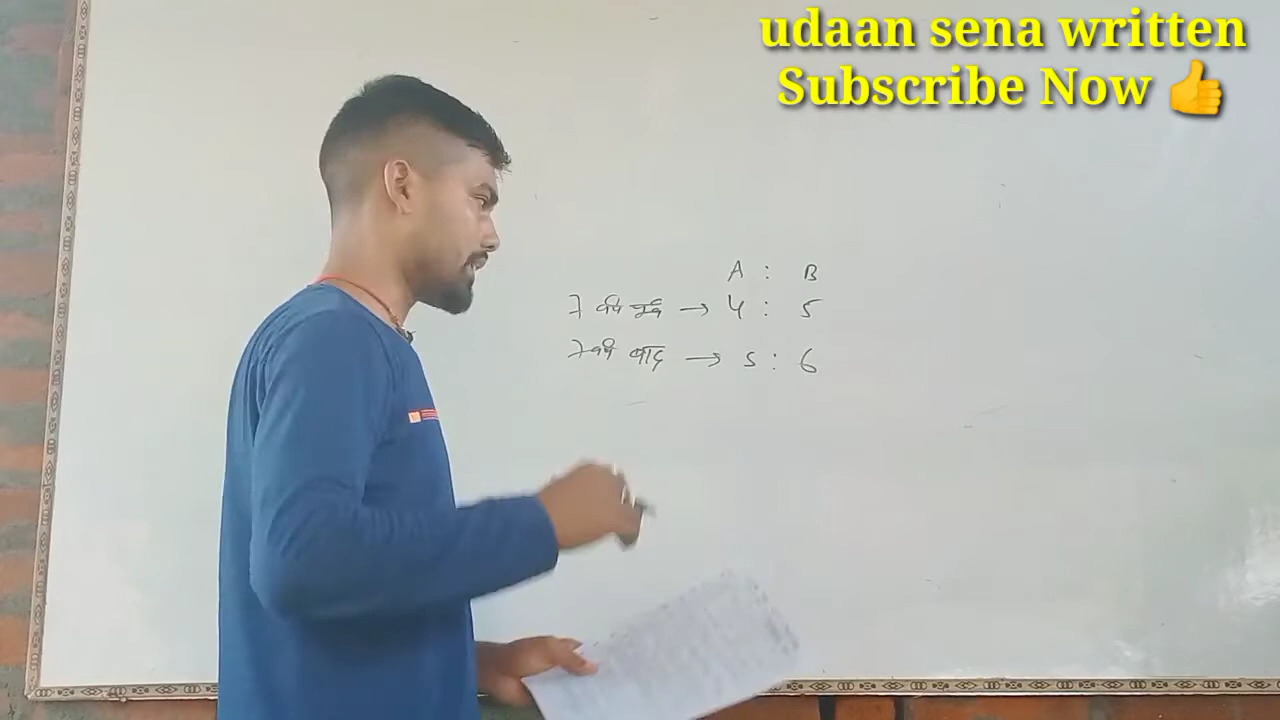 udaan sena written
Subscribe Now 👍
A : B
7 वर्ष पूर्व → 4 : 5
7 वर्ष बाद → 5 : 6